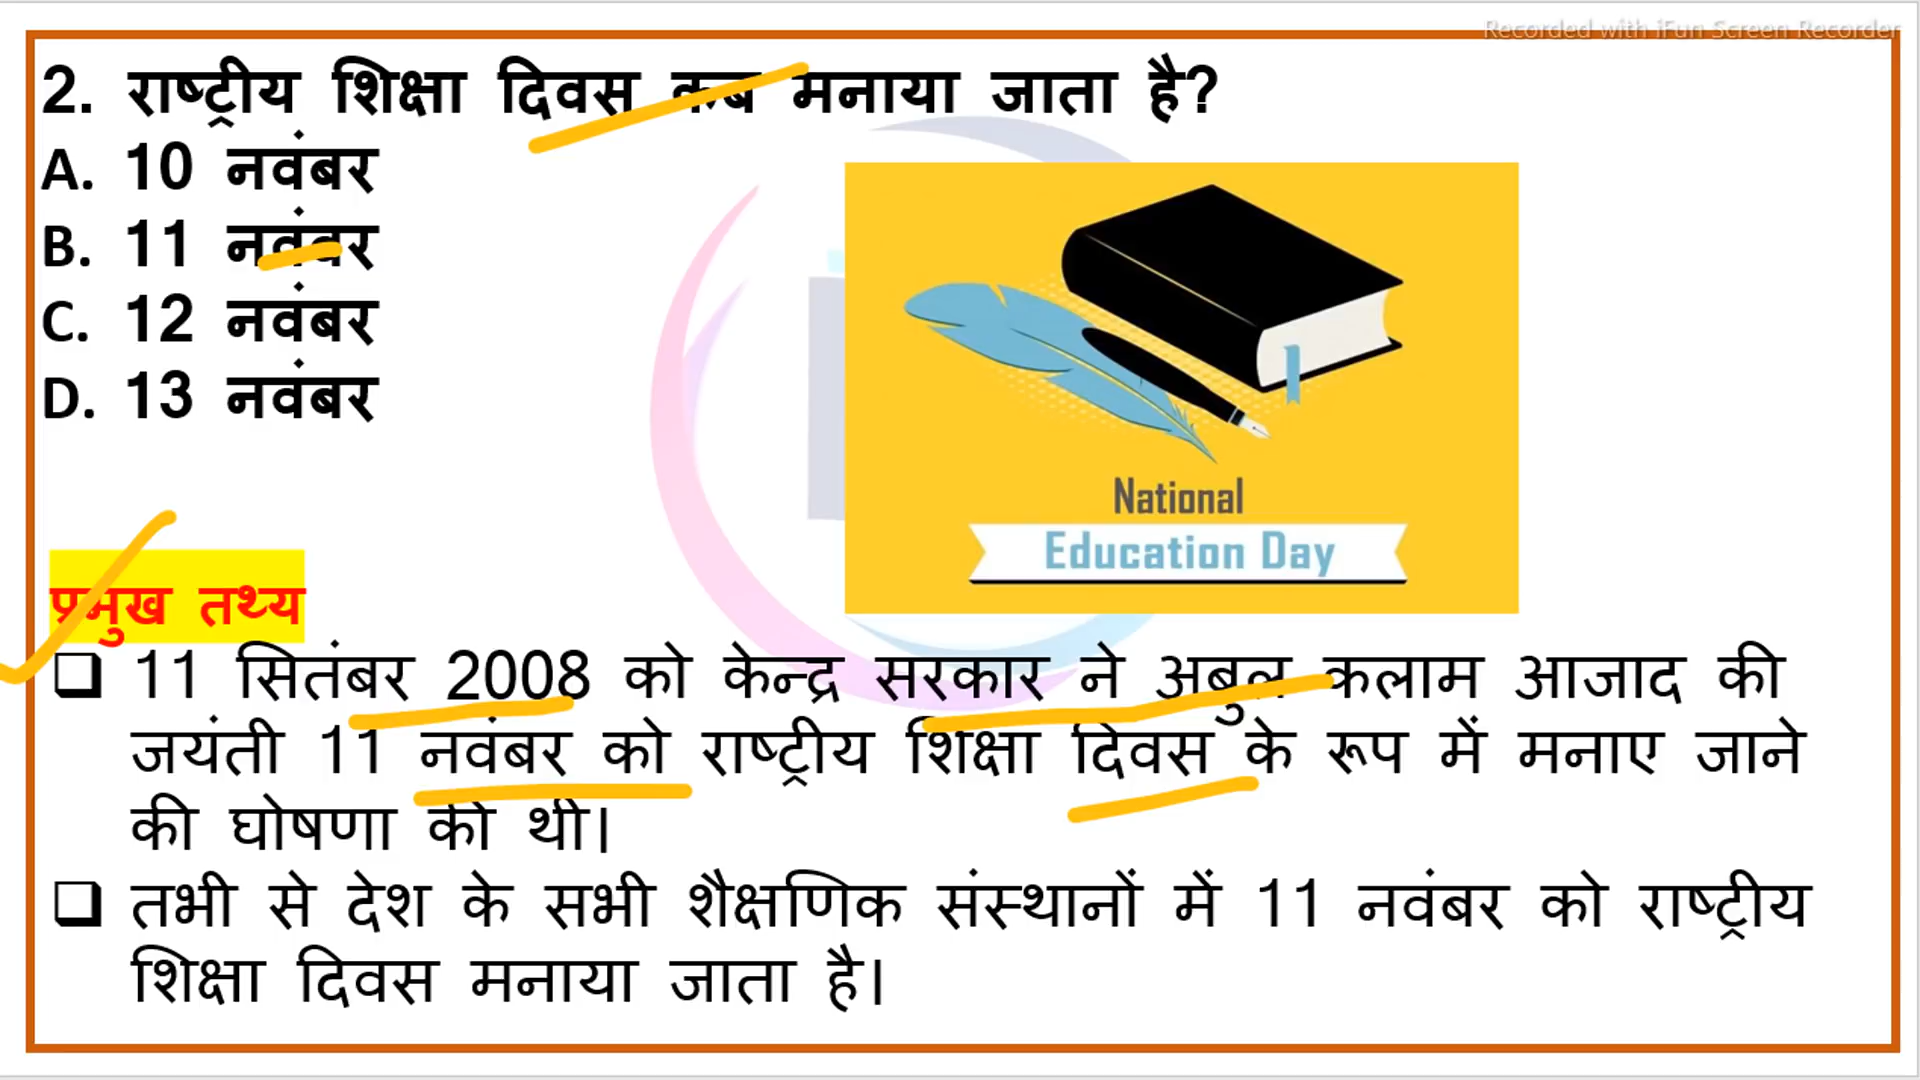 Recorded with iFun Screen Recorder
2. राष्ट्रीय शिक्षा दिवस कब मनाया जाता है?
A. 10 नवंबर
B. 11 नवंबर
C. 12 नवंबर
D. 13 नवंबर
National
Education Day
प्रमुख तथ्य
❑ 11 सितंबर 2008 को केन्द्र सरकार ने अबुल कलाम आजाद की
जयंती 11 नवंबर को राष्ट्रीय शिक्षा दिवस के रूप में मनाए जाने
की घोषणा की थी।
❑ तभी से देश के सभी शैक्षणिक संस्थानों में 11 नवंबर को राष्ट्रीय
शिक्षा दिवस मनाया जाता है।